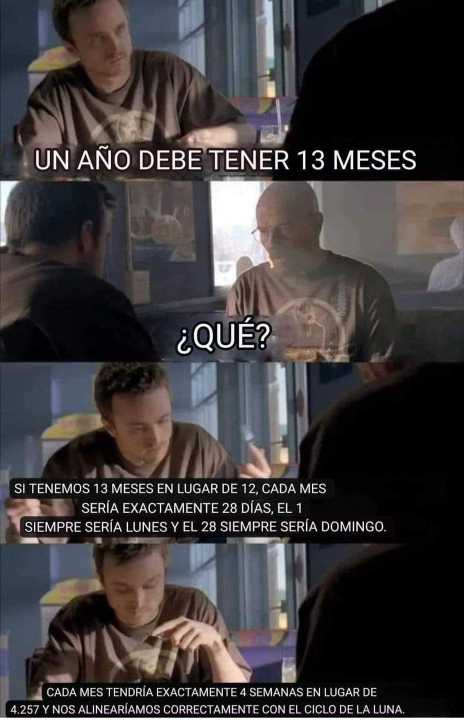 UN AÑO DEBE TENER 13 MESES
¿QUÉ?
SI TENEMOS 13 MESES EN LUGAR DE 12, CADA MES
SERÍA EXACTAMENTE 28 DÍAS, EL 1
SIEMPRE SERÍA LUNES Y EL 28 SIEMPRE SERÍA DOMINGO.
CADA MES TENDRÍA EXACTAMENTE 4 SEMANAS EN LUGAR DE
4.257 Y NOS ALINEARÍAMOS CORRECTAMENTE CON EL CICLO DE LA LUNA.